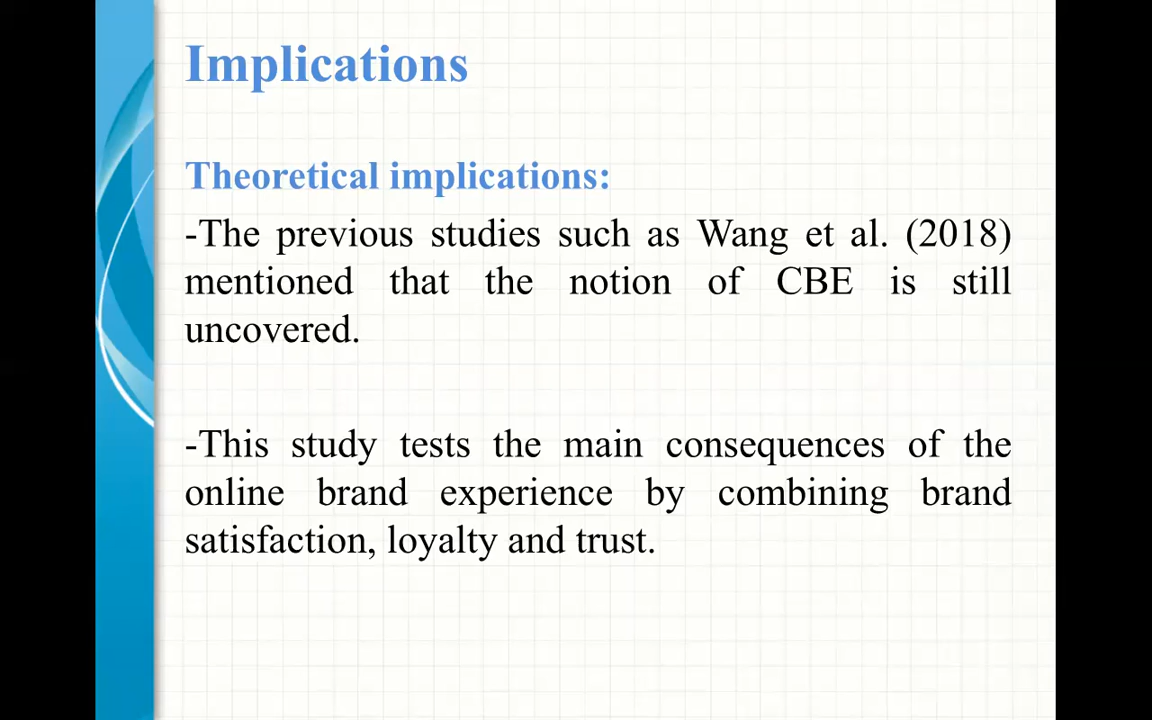 Implications
Theoretical implications:
-The previous studies such as Wang et al. (2018)
mentioned that the notion of CBE is still
uncovered.
-This study tests the main consequences of the
online brand experience by combining brand
satisfaction, loyalty and trust.